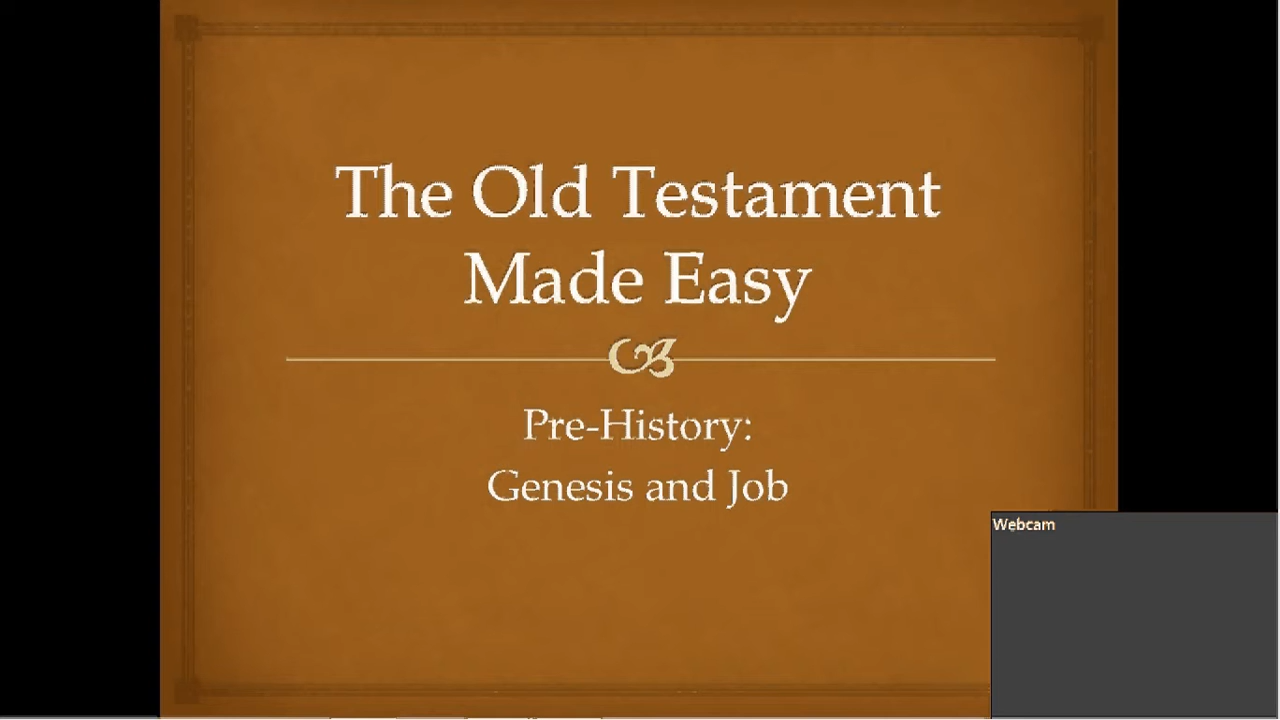 The Old Testament
Made Easy
Pre-History:
Genesis and Job
Webcam